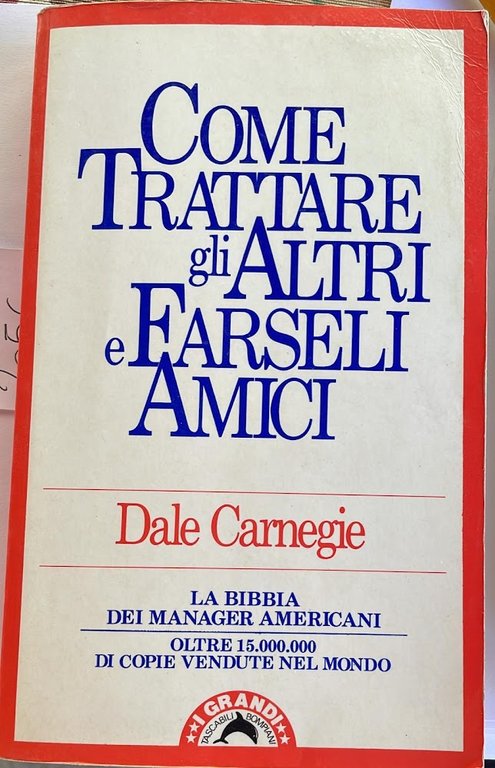 COME
TRATTARE
gli ALTRI
e FARSELI
AMICI
Dale Carnegie
LA BIBBIA
DEI MANAGER AMERICANI
OLTRE 15.000.000
DI COPIE VENDUTE NEL MONDO
I GRANDI
TASCABILI BOMPIANI